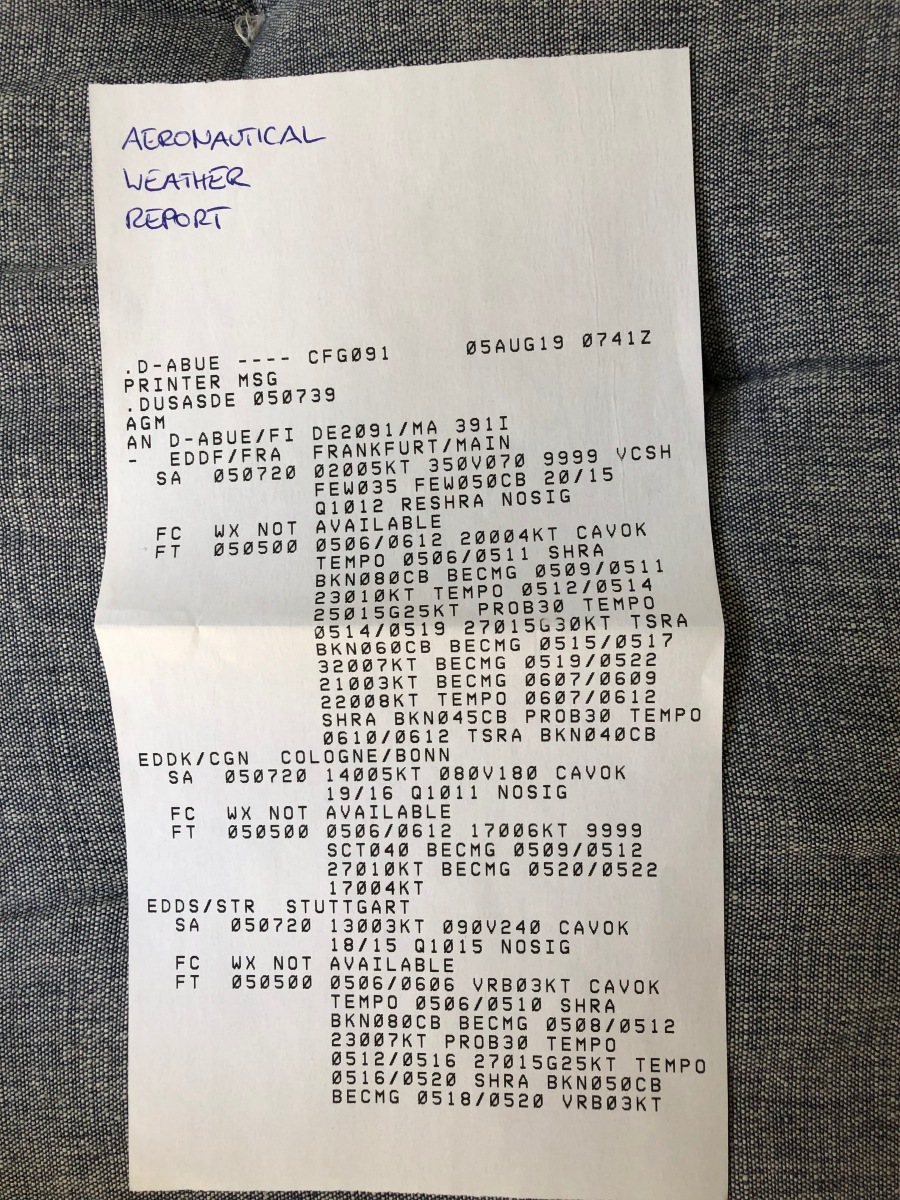 AERONAUTICAL
WEATHER
REPORT
.D-ABUE ---- CFG091 05AUG19 0741Z
PRINTER MSG
.DUSASDE 050739
AGM
AN D-ABUE/FI DE2091/MA 391I
- EDDF/FRA FRANKFURT/MAIN
SA 050720 02005KT 350V070 9999 VCSH
FEW035 FEW050CB 20/15
Q1012 RESHRA NOSIG
FC WX NOT AVAILABLE
FT 050500 0506/0612 20004KT CAVOK
TEMPO 0506/0511 SHRA
BKN080CB BECMG 0509/0511
23010KT TEMPO 0512/0514
25015G25KT PROB30 TEMPO
0514/0519 27015G30KT TSRA
BKN060CB BECMG 0515/0517
32007KT BECMG 0519/0522
21003KT BECMG 0607/0609
22008KT TEMPO 0607/0612
SHRA BKN045CB PROB30 TEMPO
0610/0612 TSRA BKN040CB
EDDK/CGN COLOGNE/BONN
SA 050720 14005KT 080V180 CAVOK
19/16 Q1011 NOSIG
FC WX NOT AVAILABLE
FT 050500 0506/0612 17006KT 9999
SCT040 BECMG 0509/0512
27010KT BECMG 0520/0522
17004KT
EDDS/STR STUTTGART
SA 050720 13003KT 090V240 CAVOK
18/15 Q1015 NOSIG
FC WX NOT AVAILABLE
FT 050500 0506/0606 VRB03KT CAVOK
TEMPO 0506/0510 SHRA
BKN080CB BECMG 0508/0512
23007KT PROB30 TEMPO
0512/0516 27015G25KT TEMPO
0516/0520 SHRA BKN050CB
BECMG 0518/0520 VRB03KT